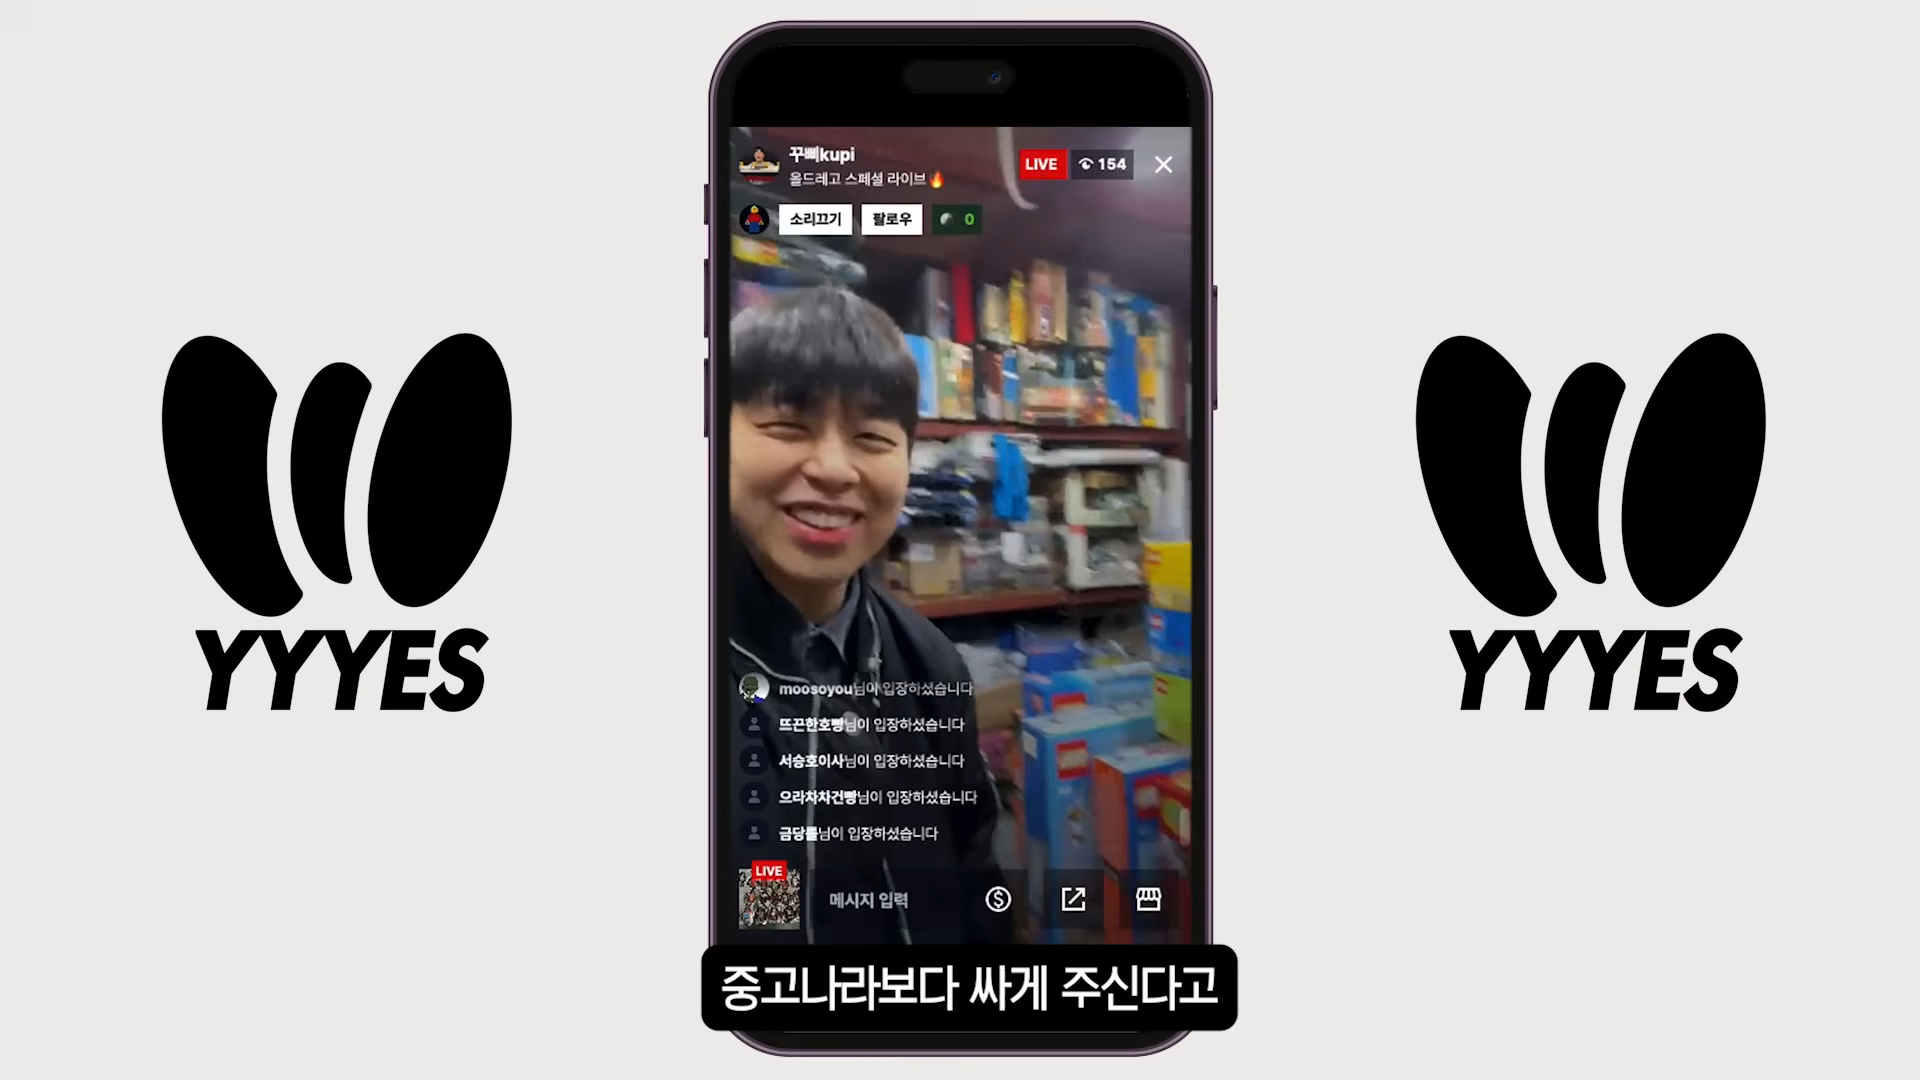 꾸삐kupi
올드레고 스페셜 라이브🔥
LIVE
154
소리끄기
팔로우
0
moosoyou님이 입장하셨습니다
뜨끈한호빵님이 입장하셨습니다
서승호이사님이 입장하셨습니다
으라차차건빵님이 입장하셨습니다
금당률님이 입장하셨습니다
LIVE
메시지 입력
중고나라보다 싸게 주신다고
YYYES
YYYES